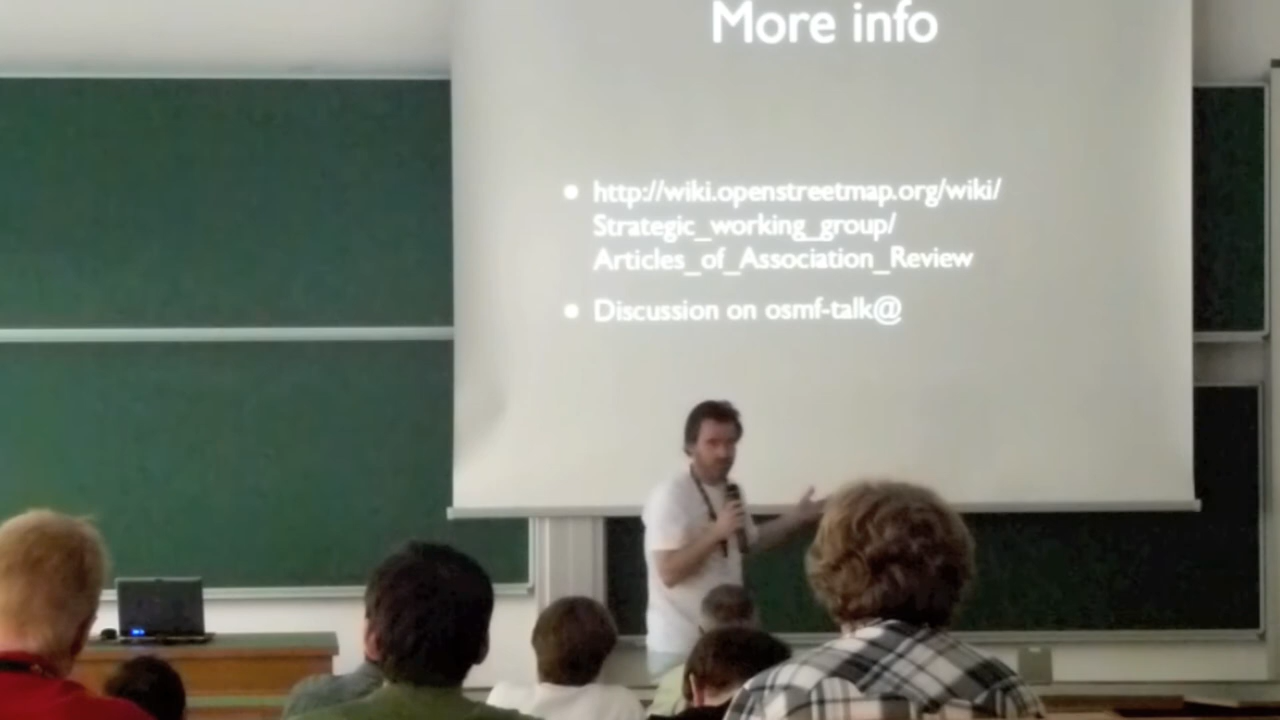 More info
http://wiki.openstreetmap.org/wiki/
Strategic_working_group/
Articles_of_Association_Review
Discussion on osmf-talk@